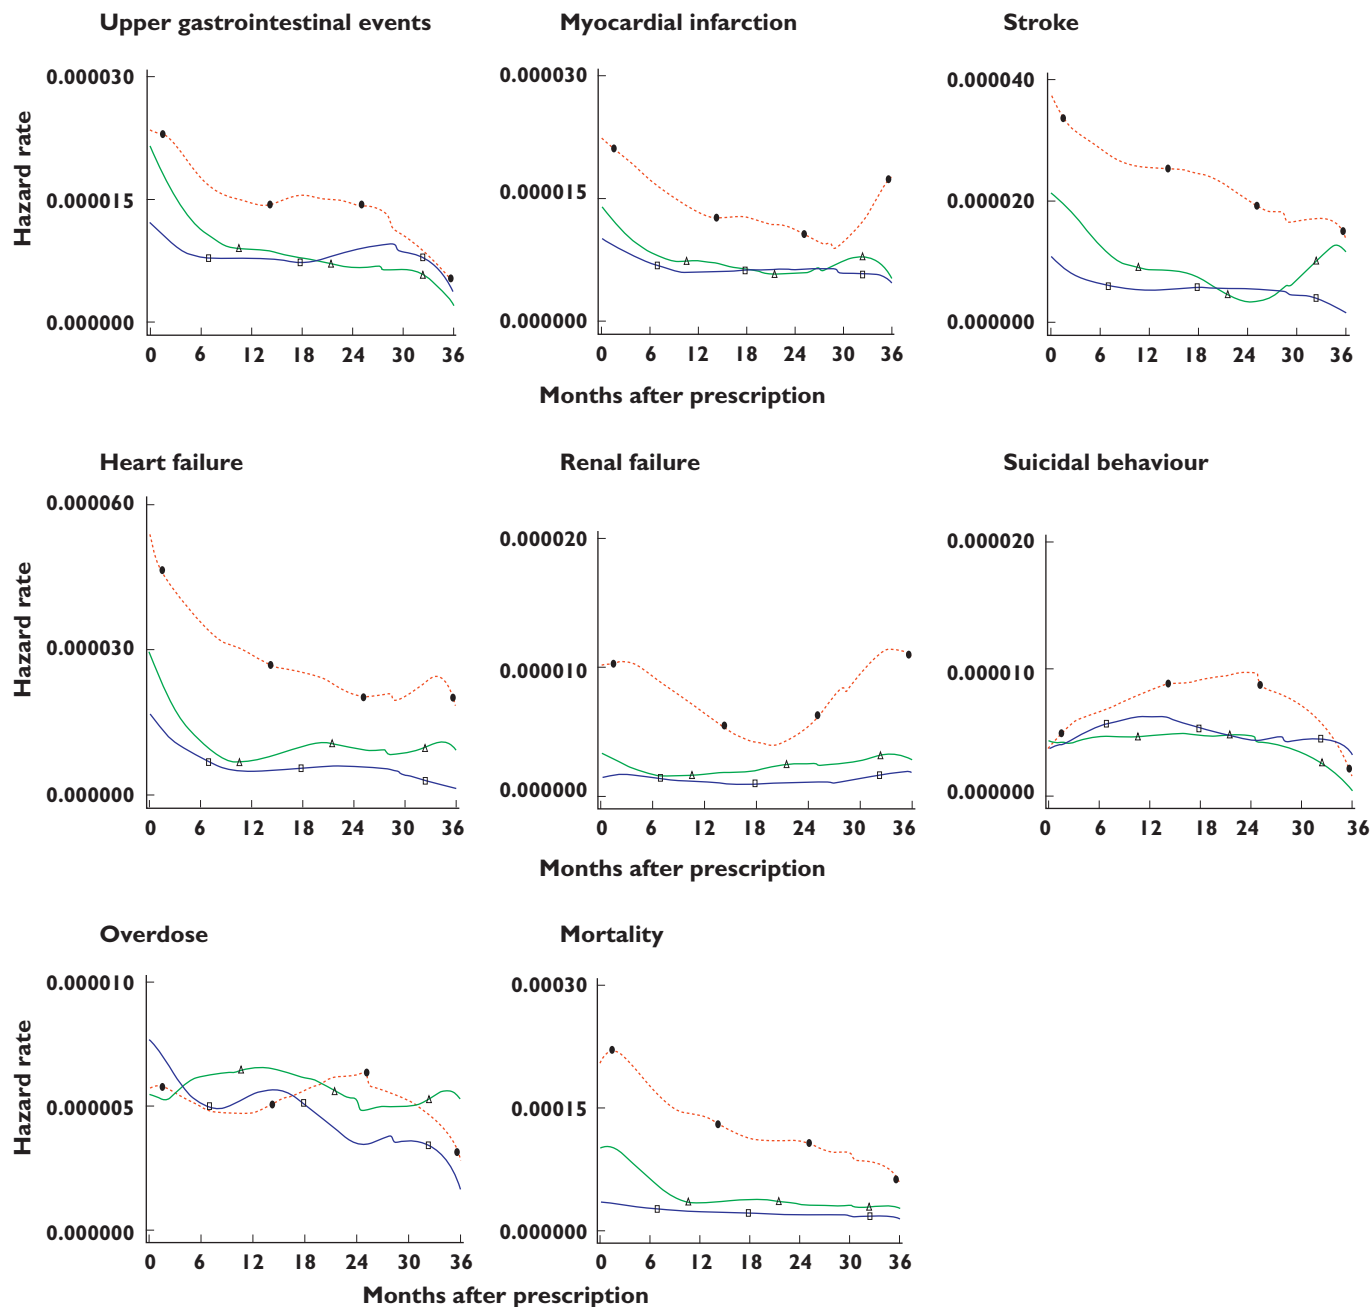 Upper gastrointestinal events
Myocardial infarction
Stroke
Hazard rate
0.000030
0.000015
0.000000
0 6 12 18 24 30 36
0.000030
0.000015
0.000000
0 6 12 18 24 30 36
0.000040
0.000020
0.000000
0 6 12 18 24 30 36
Months after prescription
Heart failure
Renal failure
Suicidal behaviour
Hazard rate
0.000060
0.000030
0.000000
0 6 12 18 24 30 36
0.000020
0.000010
0.000000
0 6 12 18 24 30 36
0.000020
0.000010
0.000000
0 6 12 18 24 30 36
Months after prescription
Overdose
Mortality
Hazard rate
0.000010
0.000005
0.000000
0 6 12 18 24 30 36
0.00030
0.00015
0.000000
0 6 12 18 24 30 36
Months after prescription